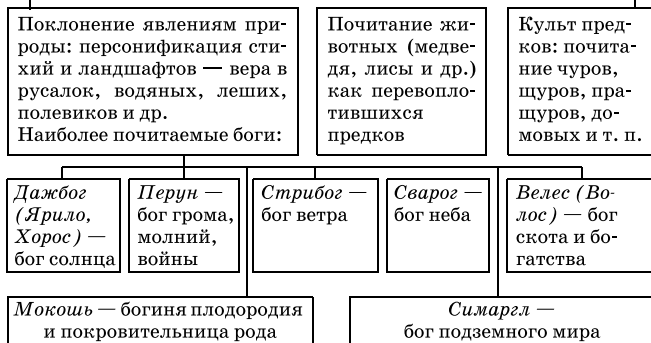 Поклонение явлениям при-
роды: персонификация сти-
хий и ландшафтов — вера в
русалок, водяных, леших,
полевиков и др.
Наиболее почитаемые боги:
Почитание жи-
вотных (медве-
дя, лисы и др.)
как перевопло-
тившихся
предков
Культ пред-
ков: почита-
ние чуров,
щуров, пра-
щуров, до-
мовых и т. п.
Дажбог
(Ярило,
Хорос) —
бог солнца
Перун —
бог грома,
молний,
войны
Стрибог —
бог ветра
Сварог —
бог неба
Велес (Во-
лос) — бог
скота и бо-
гатства
Мокошь — богиня плодородия
и покровительница рода
Симаргл —
бог подземного мира